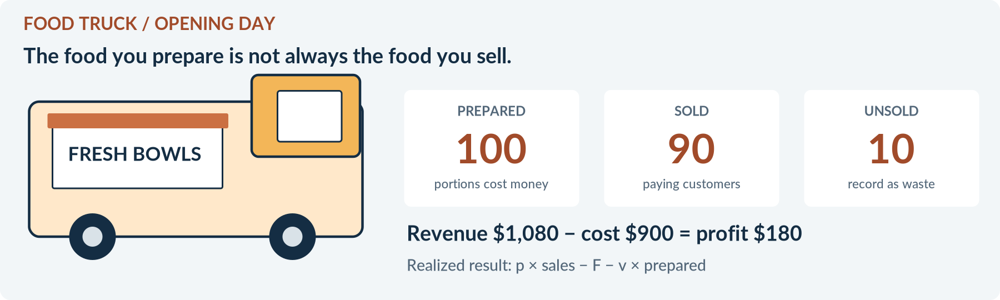 FOOD TRUCK / OPENING DAY
The food you prepare is not always the food you sell.
FRESH BOWLS
PREPARED
100
portions cost money
SOLD
90
paying customers
UNSOLD
10
record as waste
Revenue $1,080 − cost $900 = profit $180
Realized result: p × sales − F − v × prepared